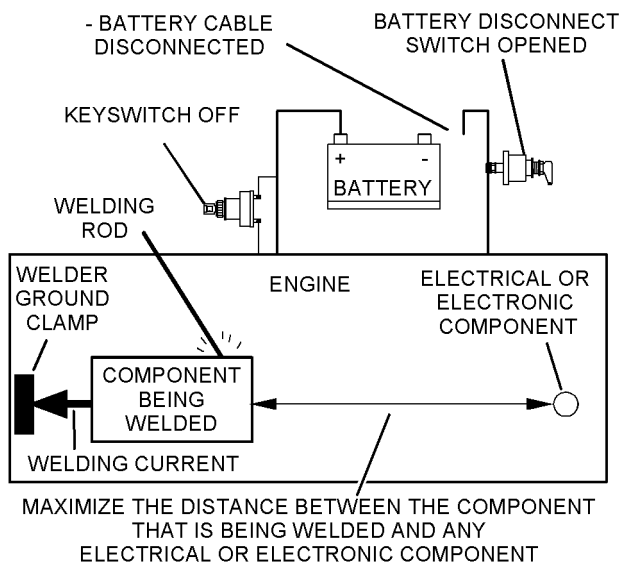 - BATTERY CABLE
DISCONNECTED
BATTERY DISCONNECT
SWITCH OPENED
KEYSWITCH OFF
+
-
BATTERY
WELDING
ROD
WELDER
GROUND
CLAMP
ENGINE
ELECTRICAL OR
ELECTRONIC
COMPONENT
COMPONENT
BEING
WELDED
WELDING CURRENT
MAXIMIZE THE DISTANCE BETWEEN THE COMPONENT
THAT IS BEING WELDED AND ANY
ELECTRICAL OR ELECTRONIC COMPONENT